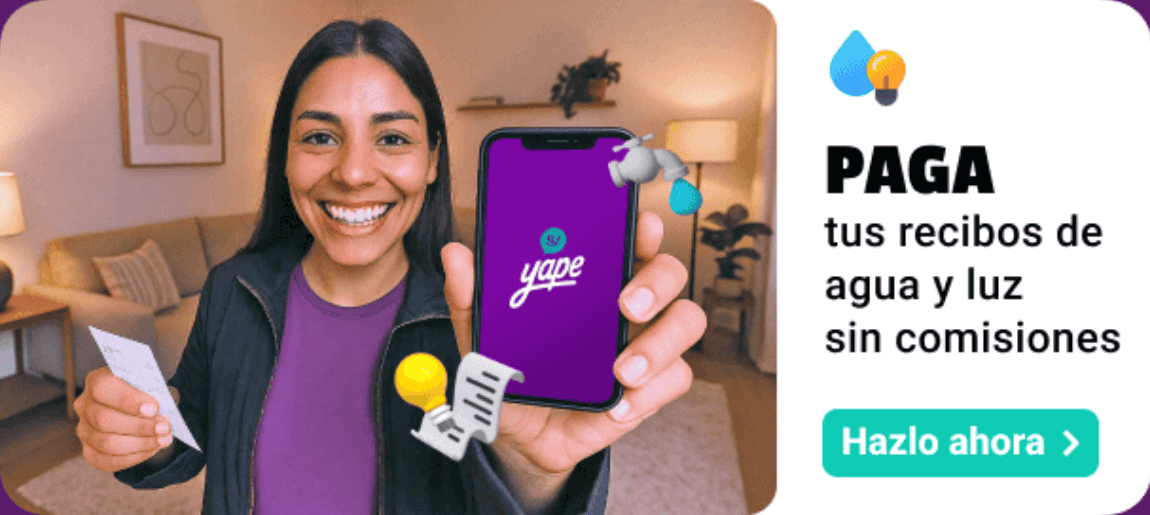 S/
yape
PAGA
tus recibos de
agua y luz
sin comisiones
Hazlo ahora